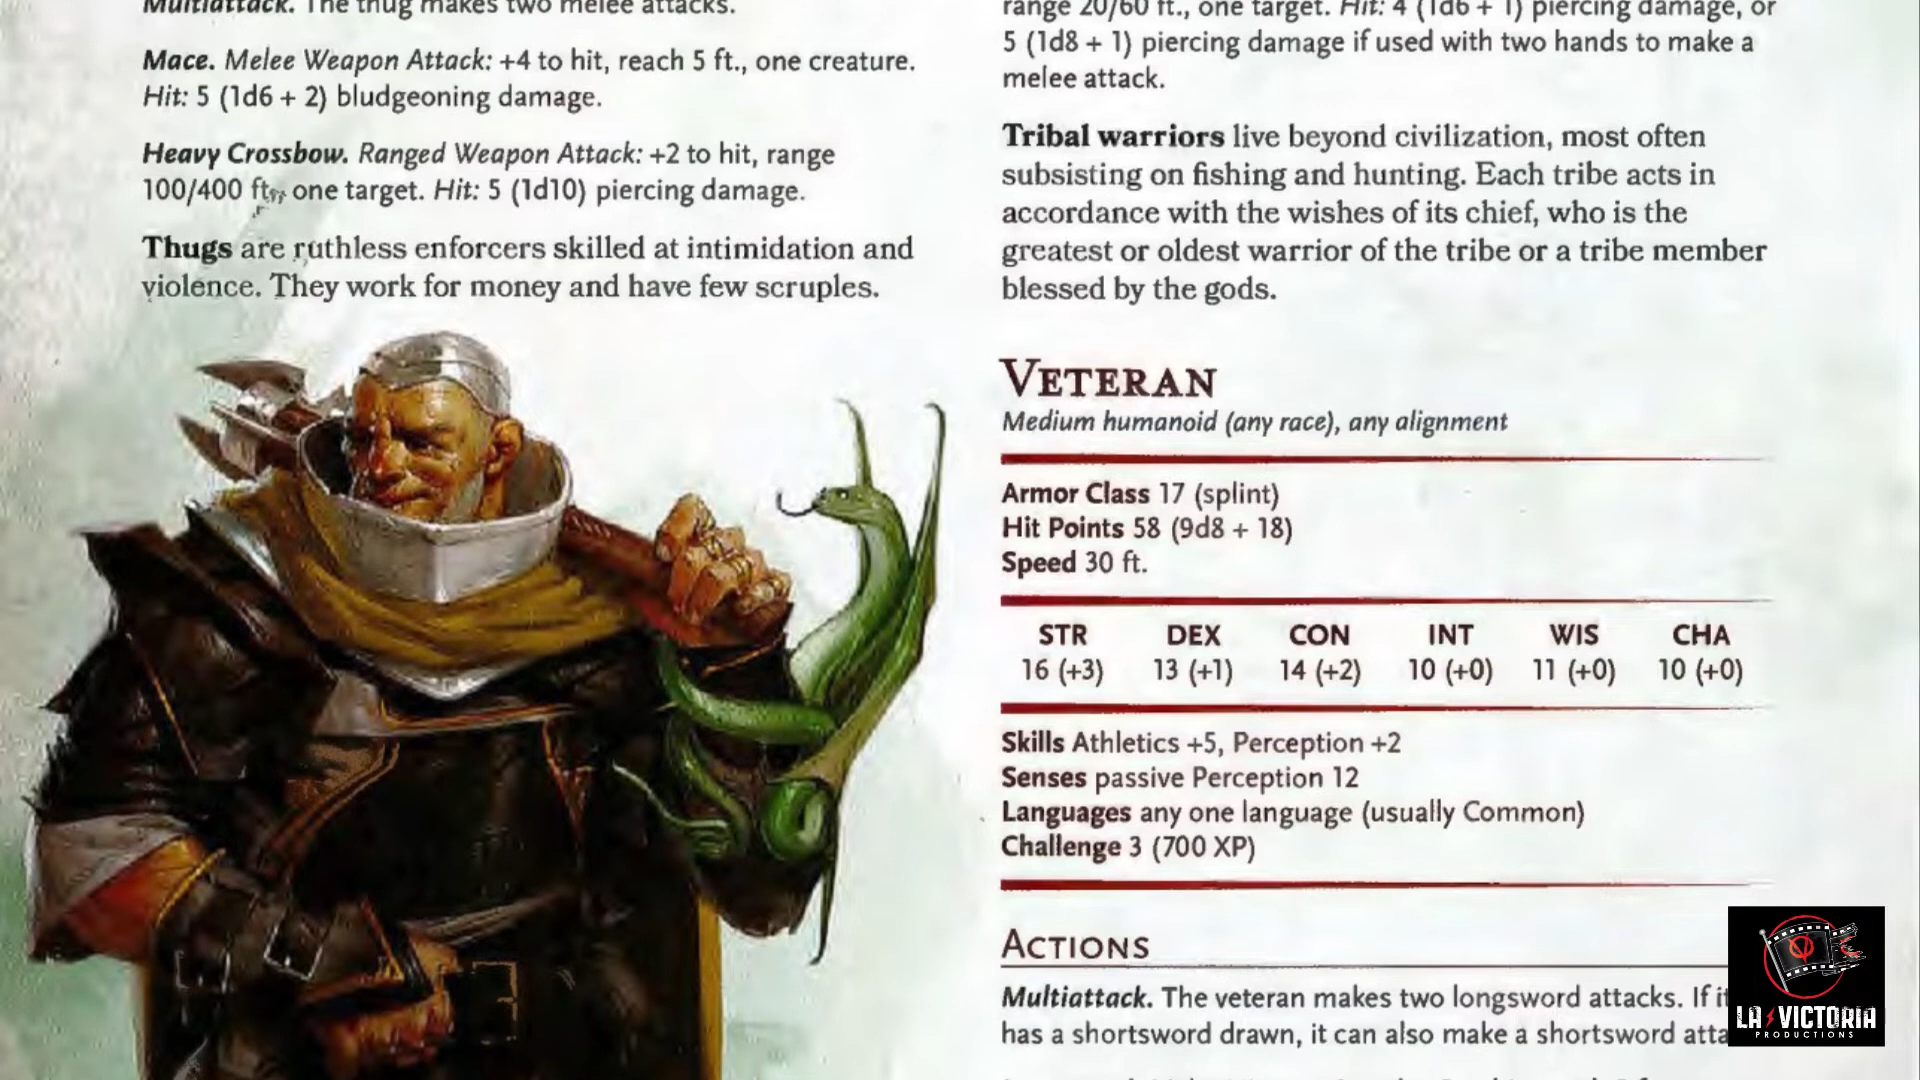 Multiattack. The thug makes two melee attacks.
Mace. Melee Weapon Attack: +4 to hit, reach 5 ft., one creature.
Hit: 5 (1d6 + 2) bludgeoning damage.
Heavy Crossbow. Ranged Weapon Attack: +2 to hit, range
100/400 ft., one target. Hit: 5 (1d10) piercing damage.
Thugs are ruthless enforcers skilled at intimidation and
violence. They work for money and have few scruples.
range 20/60 ft., one target. Hit: 4 (1d6 + 1) piercing damage, or
5 (1d8 + 1) piercing damage if used with two hands to make a
melee attack.
Tribal warriors live beyond civilization, most often
subsisting on fishing and hunting. Each tribe acts in
accordance with the wishes of its chief, who is the
greatest or oldest warrior of the tribe or a tribe member
blessed by the gods.
VETERAN
Medium humanoid (any race), any alignment
Armor Class 17 (splint)
Hit Points 58 (9d8 + 18)
Speed 30 ft.
STR DEX CON INT WIS CHA
16 (+3) 13 (+1) 14 (+2) 10 (+0) 11 (+0) 10 (+0)
Skills Athletics +5, Perception +2
Senses passive Perception 12
Languages any one language (usually Common)
Challenge 3 (700 XP)
ACTIONS
Multiattack. The veteran makes two longsword attacks. If it
has a shortsword drawn, it can also make a shortsword atta
LA VICTORIA
PRODUCTIONS